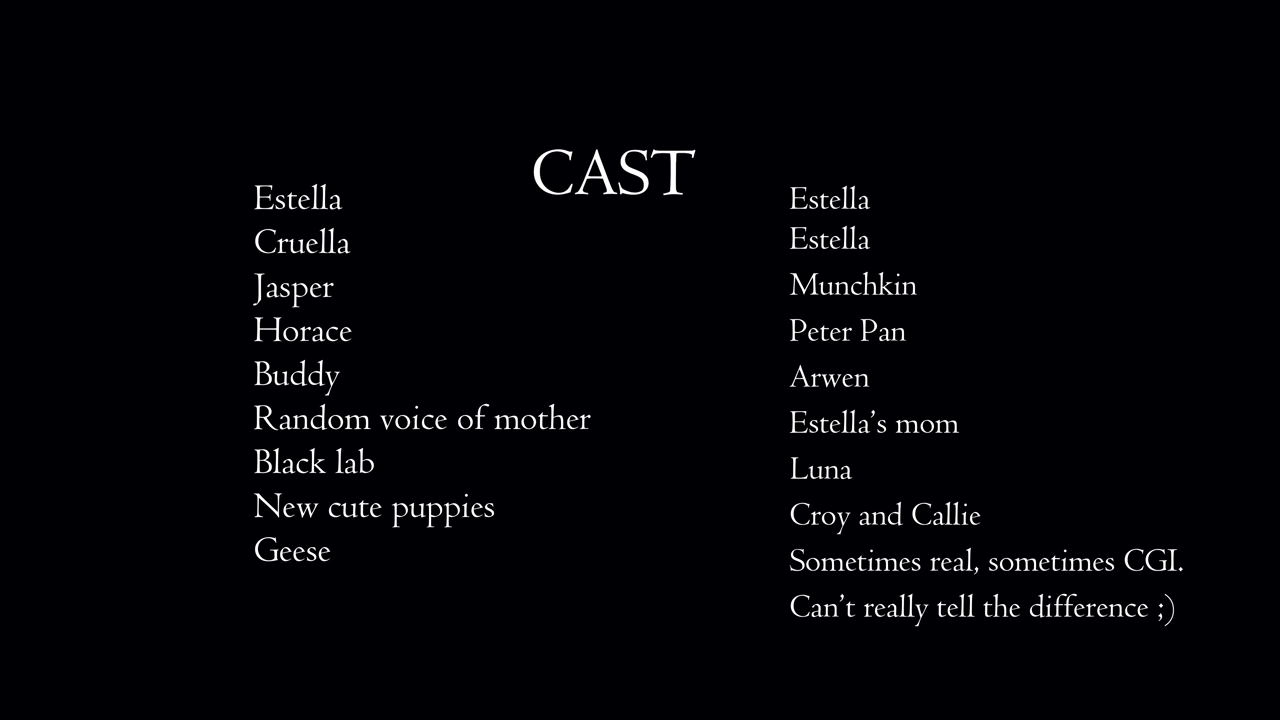 CAST
Estella
Cruella
Jasper
Horace
Buddy
Random voice of mother
Black lab
New cute puppies
Geese
Estella
Estella
Munchkin
Peter Pan
Arwen
Estella’s mom
Luna
Croy and Callie
Sometimes real, sometimes CGI.
Can’t really tell the difference ;)